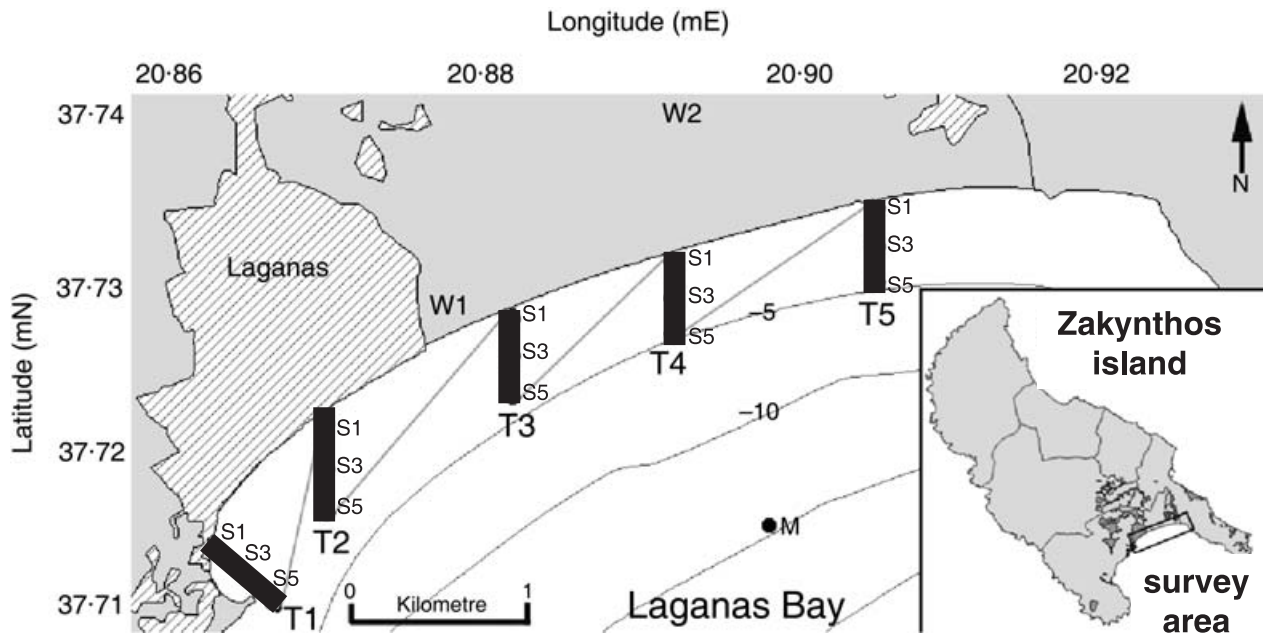 Longitude (mE)
20·86 20·88 20·90 20·92
37·74
37·73
37·72
37·71
Latitude (mN)
W2
N
Laganas
W1
S1
S3
S5
T5
S1
S3
S5
T4
S1
S3
S5
T3
S1
S3
S5
T2
S1
S3
S5
T1
−5
−10
M
0 1
Kilometre
Laganas Bay
Zakynthos
island
survey
area